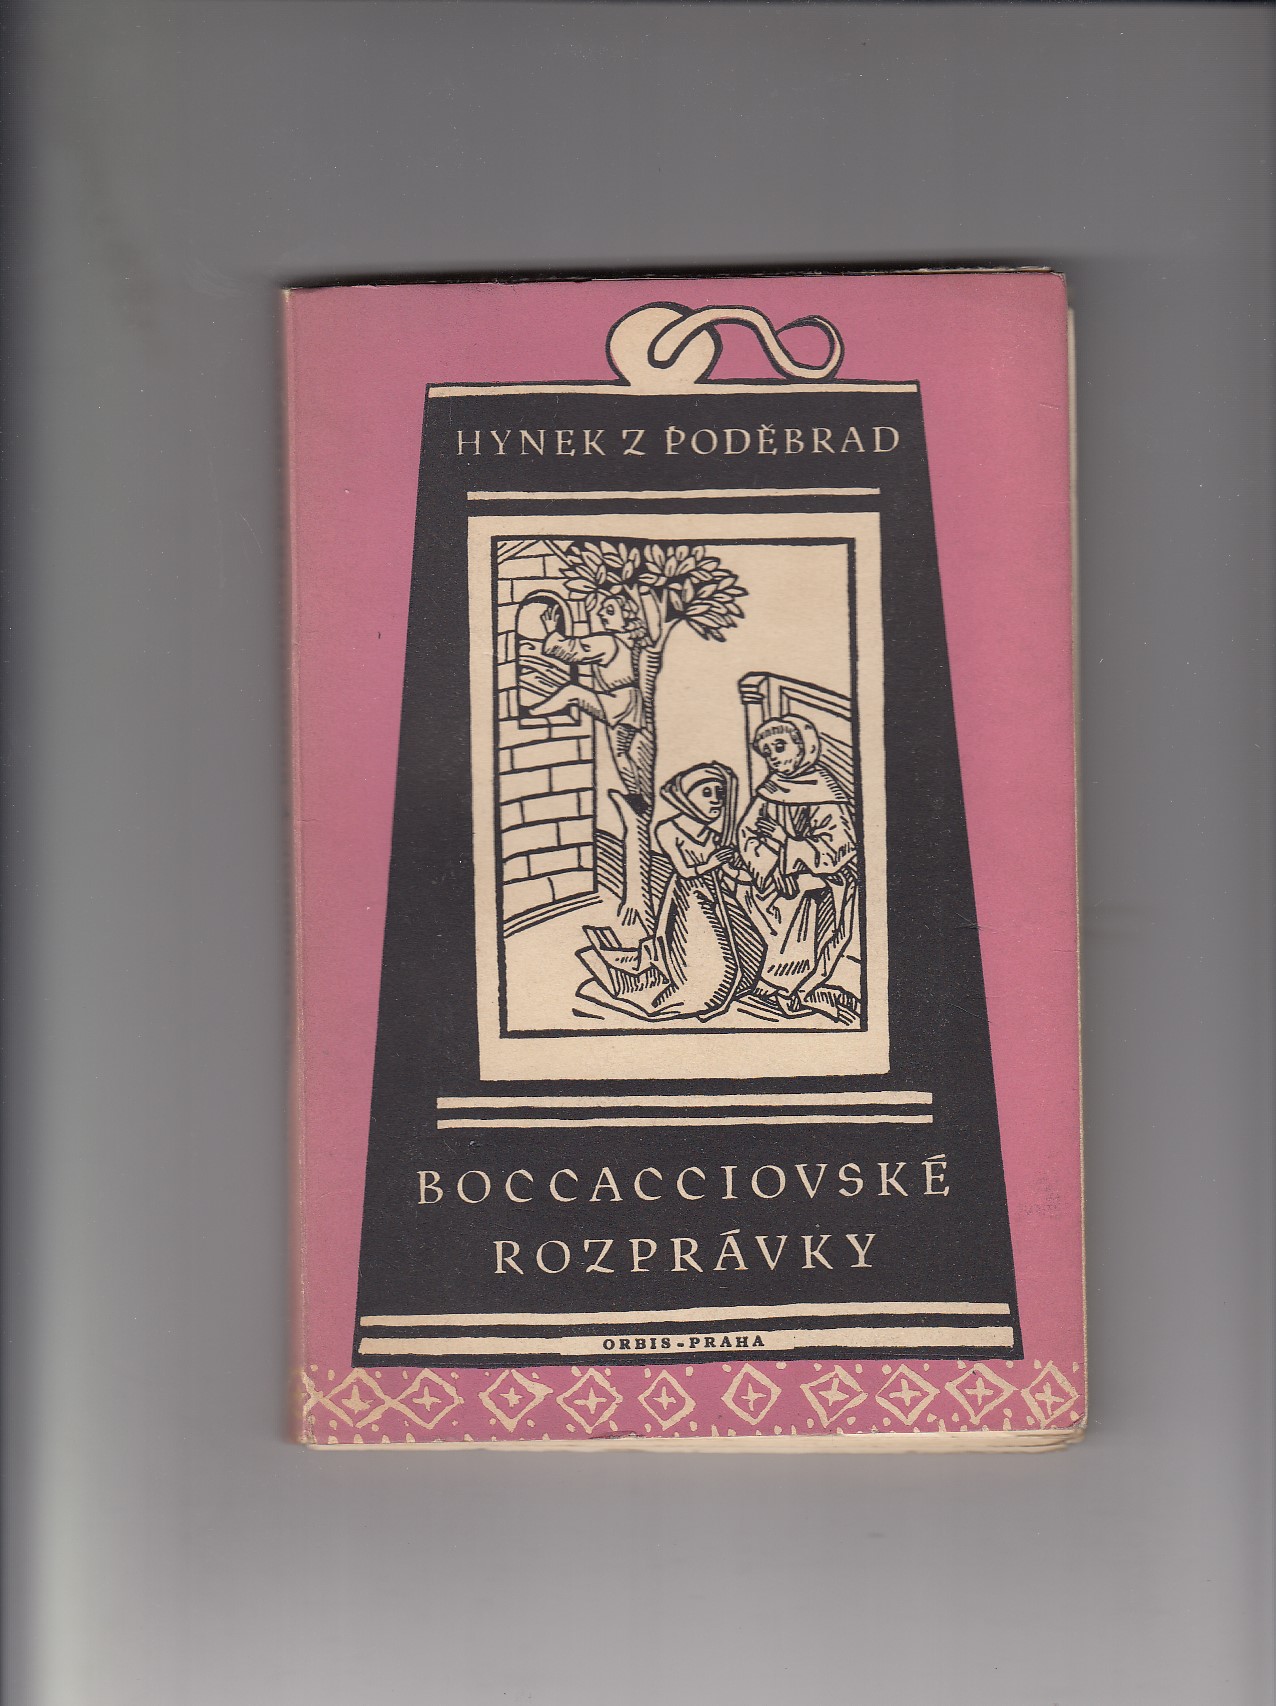 HYNEK Z PODĚBRAD
BOCCACCIOVSKÉ
ROZPRÁVKY
ORBIS-PRAHA